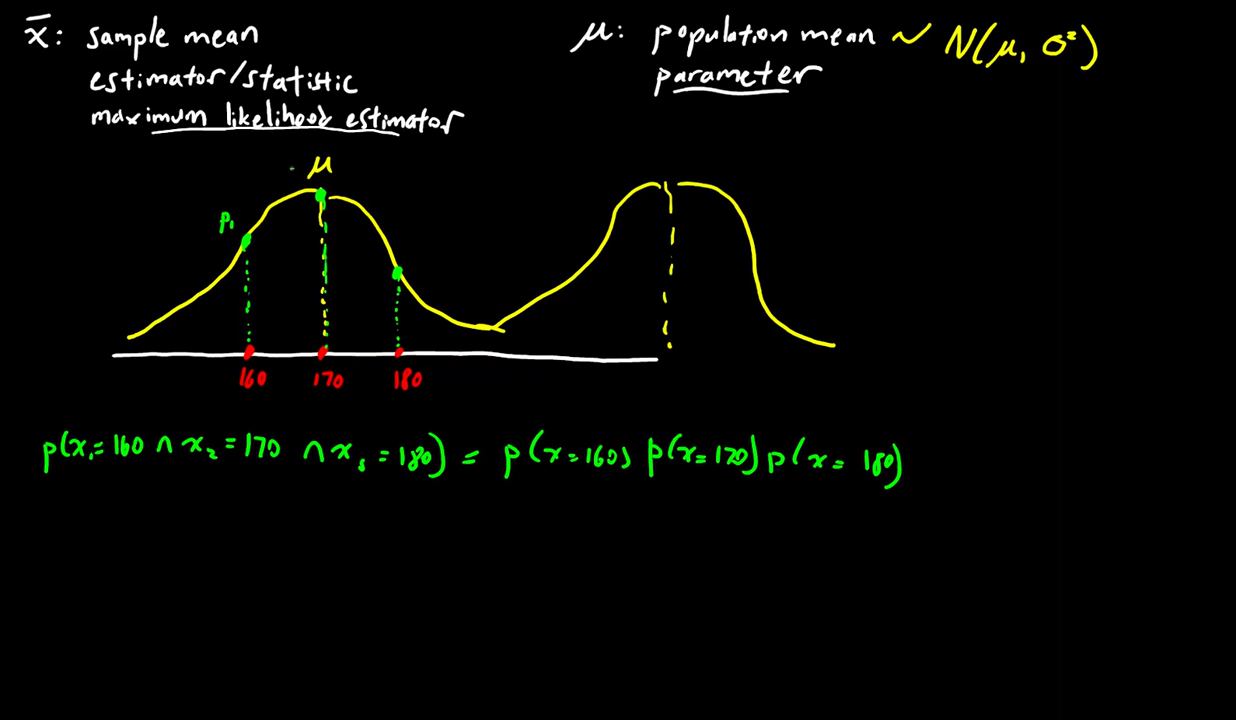 x̄: sample mean
estimator/statistic
maximum likelihood estimator
μ: population mean ~ N(μ, σ²)
parameter
μ
p₁
160 170 180
p(x₁=160 ∩ x₂=170 ∩ x₃=180) = p(x=160) p(x=170) p(x=180)